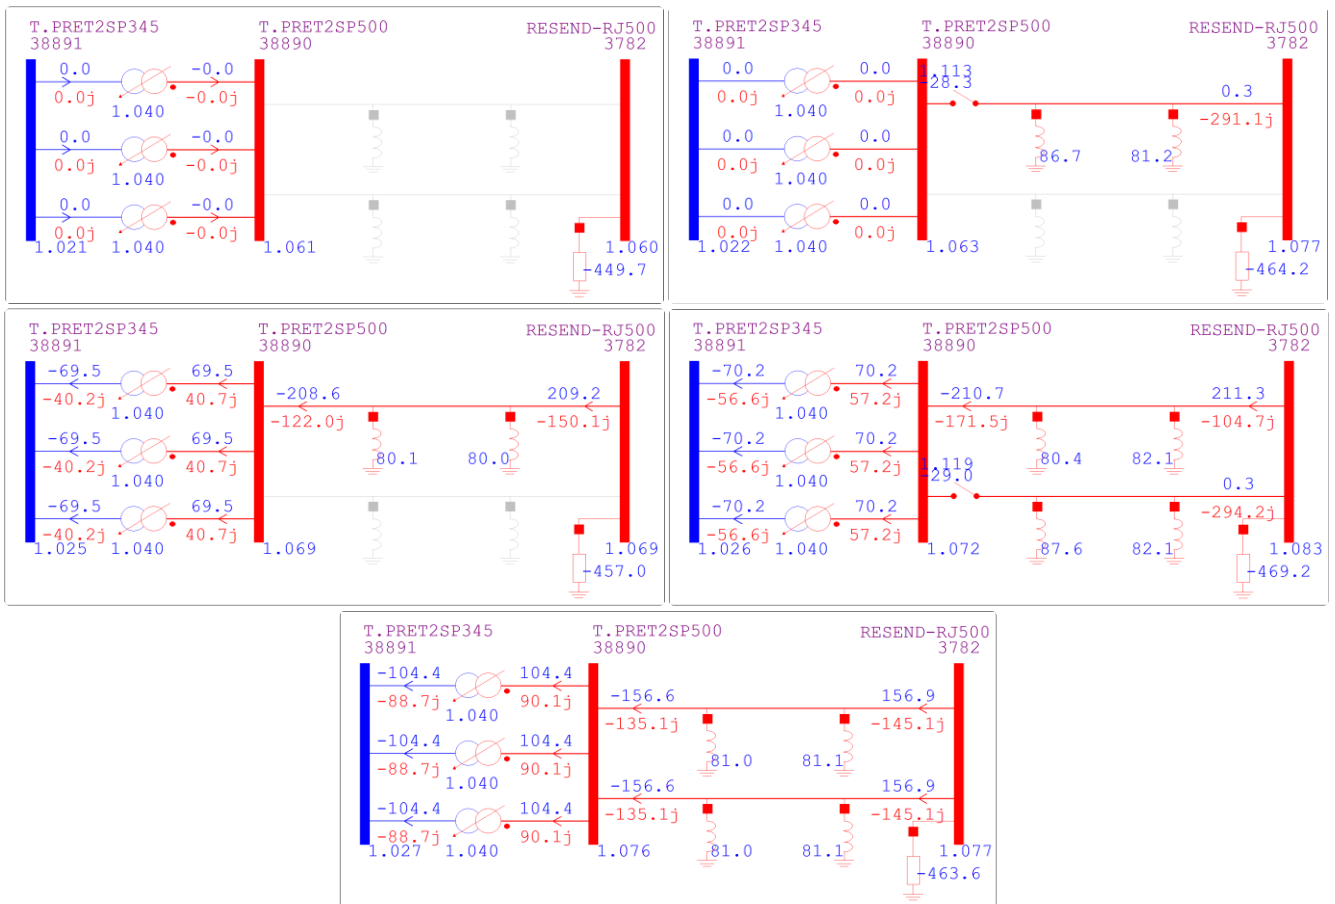 T.PRET2SP345 T.PRET2SP500 RESEND-RJ500
38891 38890 3782
0.0 -0.0
0.0j -0.0j
1.040
0.0 -0.0
0.0j -0.0j
1.040
0.0 -0.0
0.0j -0.0j
1.021 1.040 1.061 1.060
-449.7
T.PRET2SP345 T.PRET2SP500 RESEND-RJ500
38891 38890 3782
0.0 0.0 1.113
-28.3 0.3
0.0j 0.0j -291.1j
1.040
0.0 0.0 86.7 81.2
0.0j 0.0j
1.040
0.0 0.0
0.0j 0.0j
1.022 1.040 1.063 1.077
-464.2
T.PRET2SP345 T.PRET2SP500 RESEND-RJ500
38891 38890 3782
-69.5 69.5 -208.6 209.2
-40.2j 40.7j -122.0j -150.1j
1.040
-69.5 69.5 80.1 80.0
-40.2j 40.7j
1.040
-69.5 69.5
-40.2j 40.7j
1.025 1.040 1.069 1.069
-457.0
T.PRET2SP345 T.PRET2SP500 RESEND-RJ500
38891 38890 3782
-70.2 70.2 -210.7 211.3
-56.6j 57.2j -171.5j -104.7j
1.040
-70.2 70.2 80.4 82.1
-56.6j 57.2j 1.119
-29.0 0.3
1.040
-70.2 70.2 -294.2j
-56.6j 57.2j
1.026 1.040 1.072 87.6 82.1 1.083
-469.2
T.PRET2SP345 T.PRET2SP500 RESEND-RJ500
38891 38890 3782
-104.4 104.4 -156.6 156.9
-88.7j 90.1j -135.1j -145.1j
1.040
-104.4 104.4 81.0 81.1
-88.7j 90.1j
1.040 -156.6 156.9
-104.4 104.4 -135.1j -145.1j
-88.7j 90.1j
1.027 1.040 1.076 81.0 81.1 1.077
-463.6